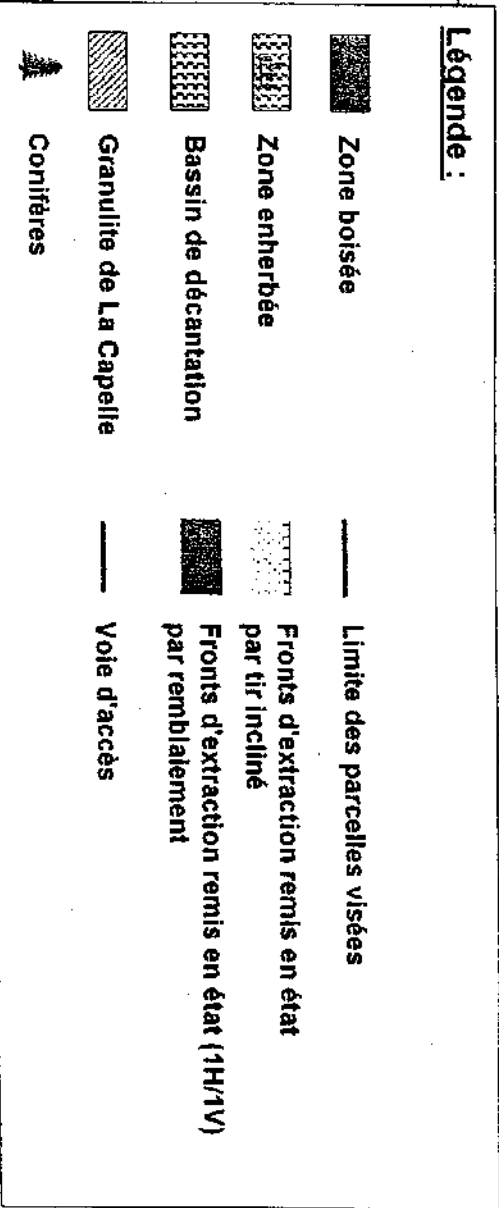 Légende :
Zone boisée
Zone enherbée
Bassin de décantation
Granulite de La Capelle
Conifères
Limite des parcelles visées
Fronts d'extraction remis en état
par tir incliné
Fronts d'extraction remis en état (1H/1V)
par remblaiement
Voie d'accès